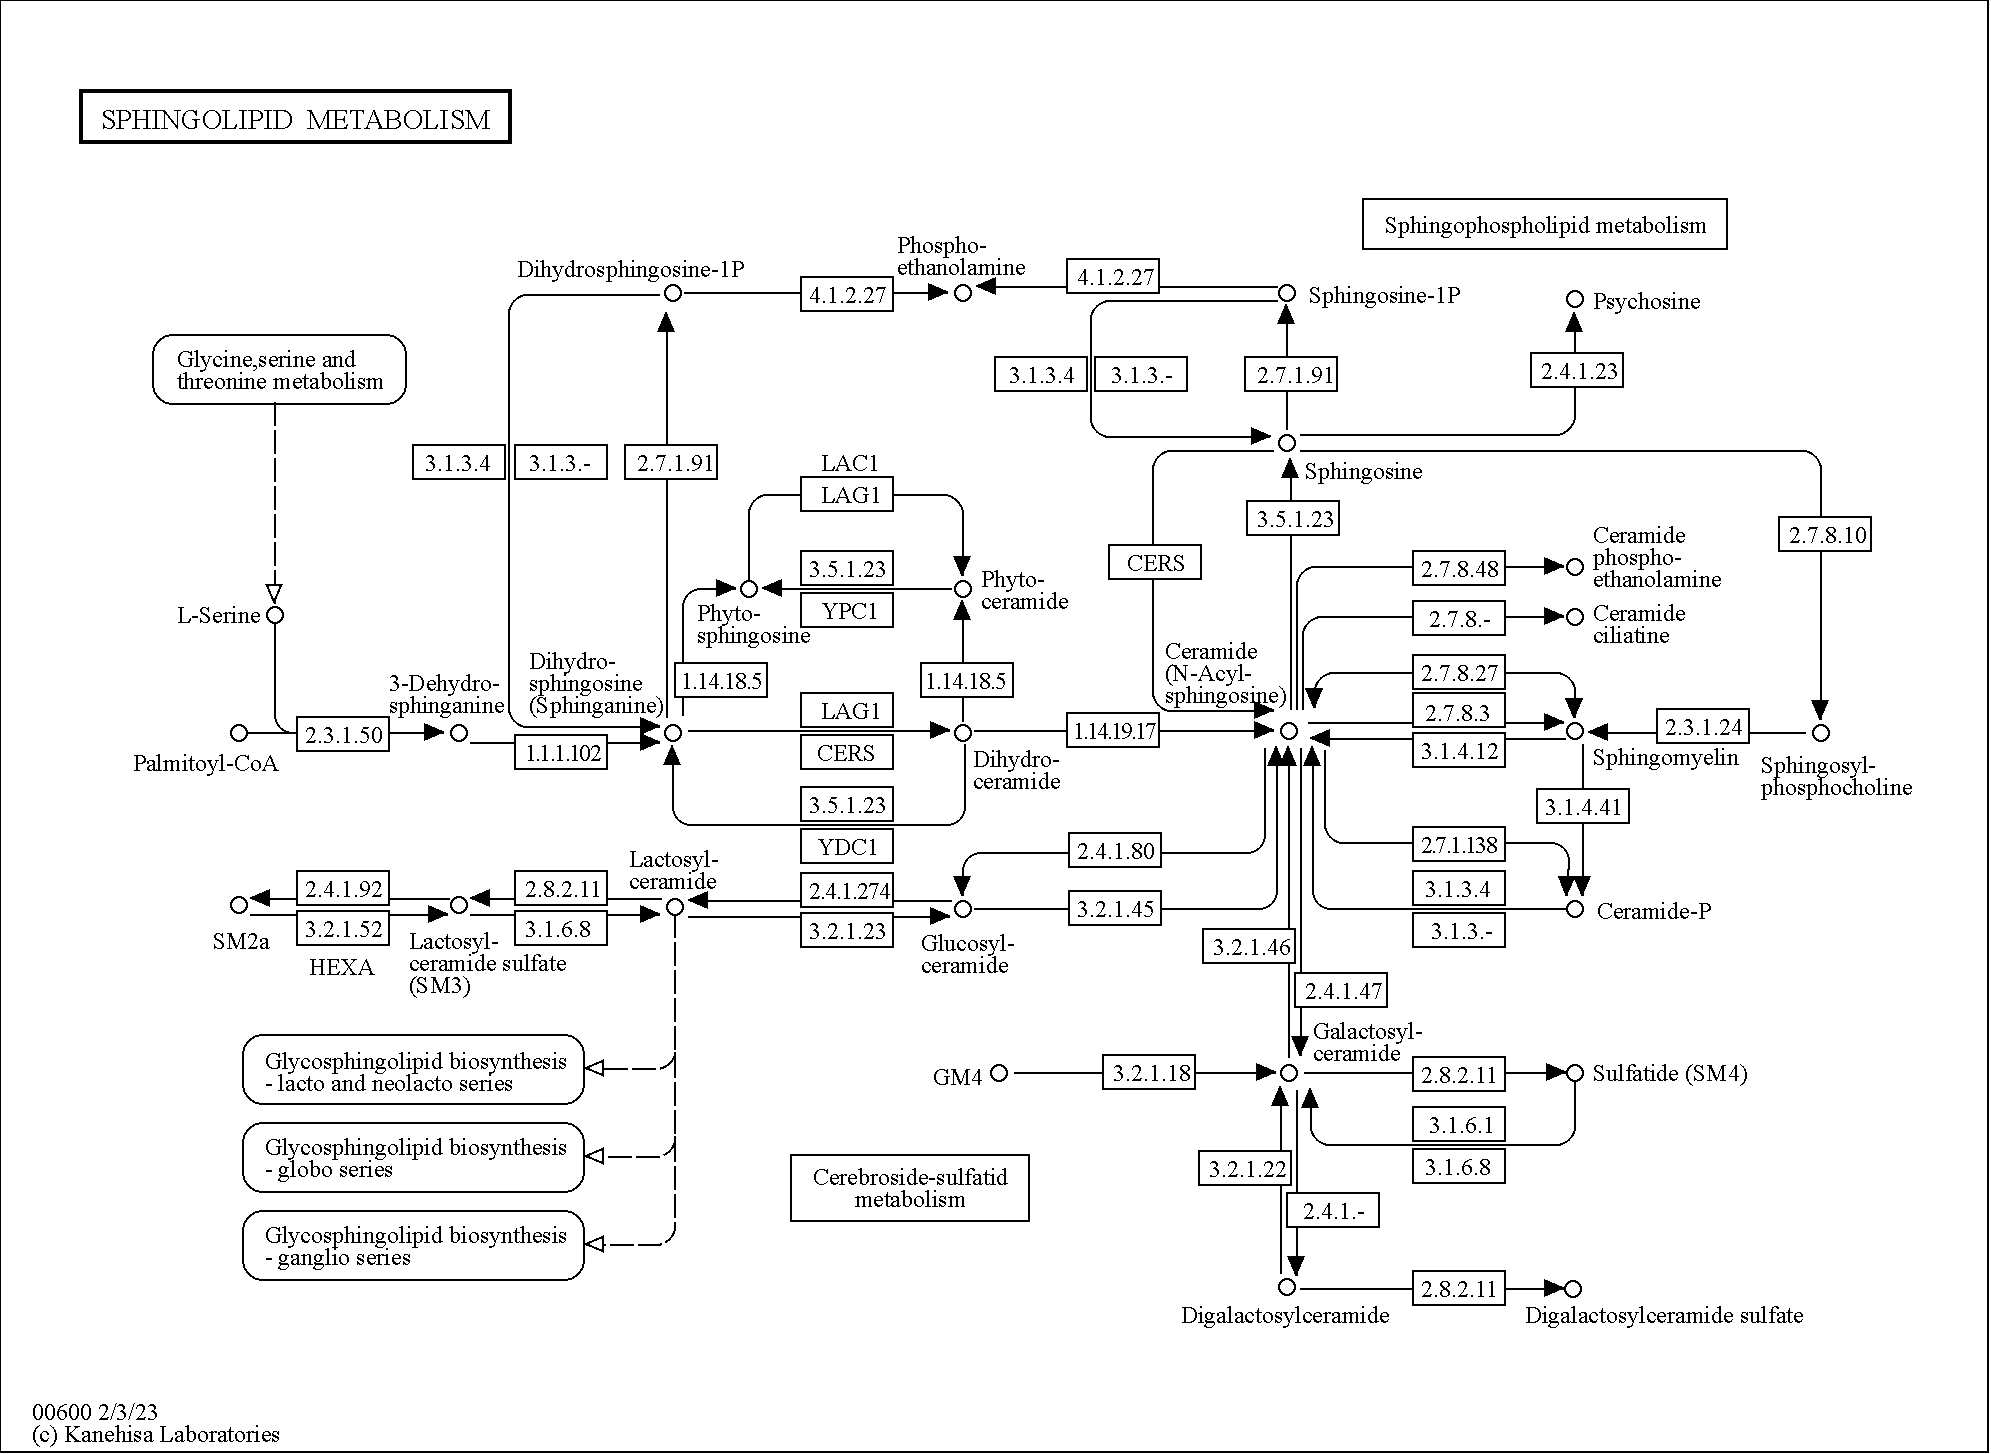 SPHINGOLIPID METABOLISM
Sphingophospholipid metabolism
Phospho-
ethanolamine
Dihydrosphingosine-1P
4.1.2.27
4.1.2.27
Sphingosine-1P
Psychosine
Glycine,serine and
threonine metabolism
3.1.3.4
3.1.3.-
2.7.1.91
2.4.1.23
3.1.3.4
3.1.3.-
2.7.1.91
LAC1
LAG1
Sphingosine
3.5.1.23
2.7.8.10
CERS
Ceramide
phospho-
ethanolamine
2.7.8.48
3.5.1.23
YPC1
Phyto-
ceramide
Phyto-
sphingosine
L-Serine
2.7.8.-
Ceramide
ciliatine
Dihydro-
sphingosine
(Sphinganine)
1.14.18.5
1.14.18.5
Ceramide
(N-Acyl-
sphingosine)
2.7.8.27
3-Dehydro-
sphinganine
LAG1
CERS
2.7.8.3
3.1.4.12
2.3.1.24
2.3.1.50
1.1.1.102
1.14.19.17
Palmitoyl-CoA
Dihydro-
ceramide
Sphingomyelin
Sphingosyl-
phosphocholine
3.5.1.23
YDC1
3.1.4.41
2.4.1.80
2.7.1.138
Lactosyl-
ceramide
2.4.1.92
2.8.2.11
2.4.1.274
3.1.3.4
3.2.1.45
Ceramide-P
3.2.1.52
3.1.6.8
3.2.1.23
3.1.3.-
SM2a
HEXA
Lactosyl-
ceramide sulfate
(SM3)
Glucosyl-
ceramide
3.2.1.46
2.4.1.47
Galactosyl-
ceramide
Glycosphingolipid biosynthesis
- lacto and neolacto series
GM4
3.2.1.18
2.8.2.11
Sulfatide (SM4)
3.1.6.1
3.1.6.8
Glycosphingolipid biosynthesis
- globo series
Cerebroside-sulfatid
metabolism
3.2.1.22
2.4.1.-
Glycosphingolipid biosynthesis
- ganglio series
2.8.2.11
Digalactosylceramide
Digalactosylceramide sulfate
00600 2/3/23
(c) Kanehisa Laboratories